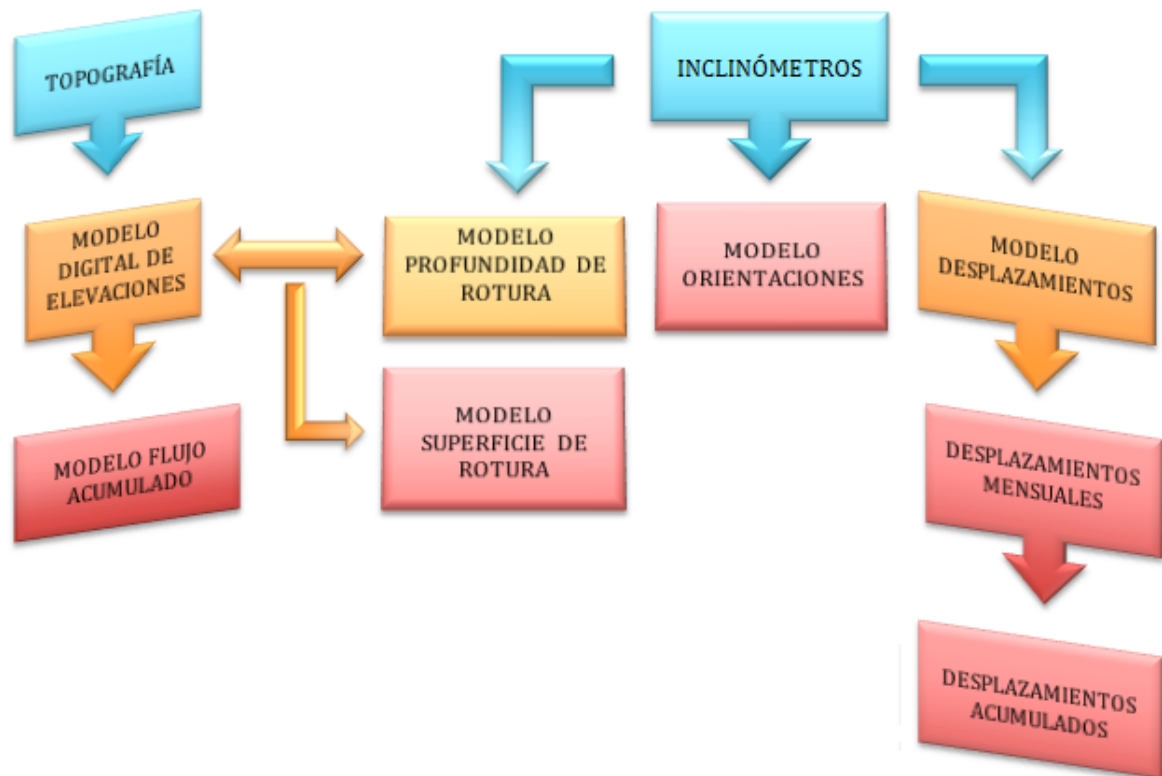 TOPOGRAFÍA
INCLINÓMETROS
MODELO
DIGITAL DE
ELEVACIONES
MODELO
PROFUNDIDAD DE
ROTURA
MODELO
ORIENTACIONES
MODELO
DESPLAZAMIENTOS
MODELO FLUJO
ACUMULADO
MODELO
SUPERFICIE DE
ROTURA
DESPLAZAMIENTOS
MENSUALES
DESPLAZAMIENTOS
ACUMULADOS